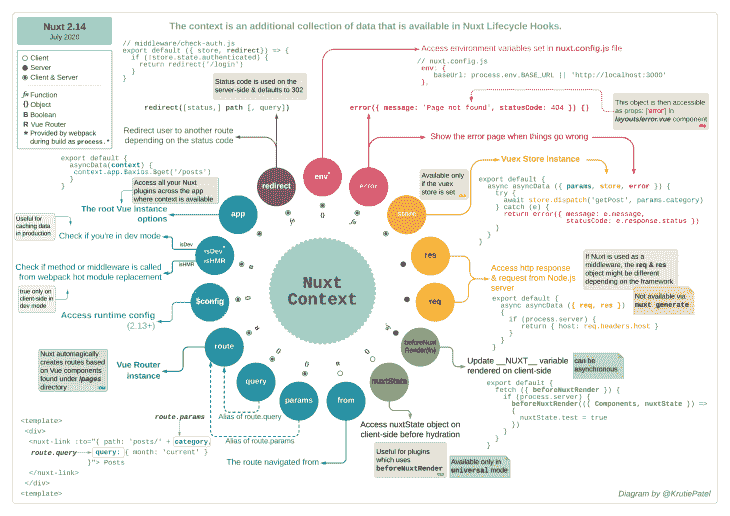 Nuxt 2.14
July 2020
The context is an additional collection of data that is available in Nuxt Lifecycle Hooks.
Client
Server
Client & Server
Function
{} Object
B Boolean
R Vue Router
* Provided by webpack
during build as process.*
// middleware/check-auth.js
export default ({ store, redirect}) => {
if (!store.state.authenticated) {
return redirect('/login')
}
}
Status code is used on the
server-side & defaults to 302
redirect([status,] path [, query])
Redirect user to another route
depending on the status code
Access environment variables set in nuxt.config.js file
// nuxt.config.js
env: {
baseUrl: process.env.BASE_URL || 'http://localhost:3000'
},
error({ message: 'Page not found', statusCode: 404 }) {}
This object is then accessible
as props: ['error'] in
layouts/error.vue component
Show the error page when things go wrong
export default {
asyncData(context) {
context.app.$axios.$get('/posts')
}
}
Access all your Nuxt
plugins across the app
where context is available
The root Vue instance
options
Useful for
caching data
in production
Check if you're in dev mode
isDev
isHMR
Check if method or middleware is called
from webpack hot module replacement
true only on
client-side in
dev mode
Access runtime config
(2.13+)
Nuxt automatically
creates routes based
on Vue components
found under /pages
directory
Vue Router
instance
redirect
env*
error
store
app
isDev*
isHMR
$config
route
query
params
from
nuxtState
beforeNuxt
Render(fn)
req
res
Nuxt
Context
Available only
if the vuex
store is set
Vuex Store instance
export default {
async asyncData ({ params, store, error }) {
try {
await store.dispatch('getPost', params.category)
} catch (e) {
return error({ message: e.message,
statusCode: e.response.status })
}
}
Access http response
& request from Node.js
server
If Nuxt is used as a
middleware, the req & res
object might be different
depending on the framework
Not available via
nuxt generate
export default {
async asyncData ({ req, res }) {
if (process.server) {
return { host: req.headers.host }
}
}
}
Update __NUXT__ variable
rendered on client-side
can be
asynchronous
export default {
fetch ({ beforeNuxtRender }) {
if (process.server) {
beforeNuxtRender(({ Components, nuxtState }) =>
{
nuxtState.test = true
})
}
}
}
Access nuxtState object on
client-side before hydration
Useful for plugins
which uses
beforeNuxtRender
Available only in
universal mode
route.params
Alias of route.query
Alias of route.params
The route navigated from
<template>
<div>
<nuxt-link :to="{ path: 'posts/' + category,
route.query
query: { month: 'current' }
}"> Posts
</nuxt-link>
</div>
<template>
Diagram by @KrutiePatel